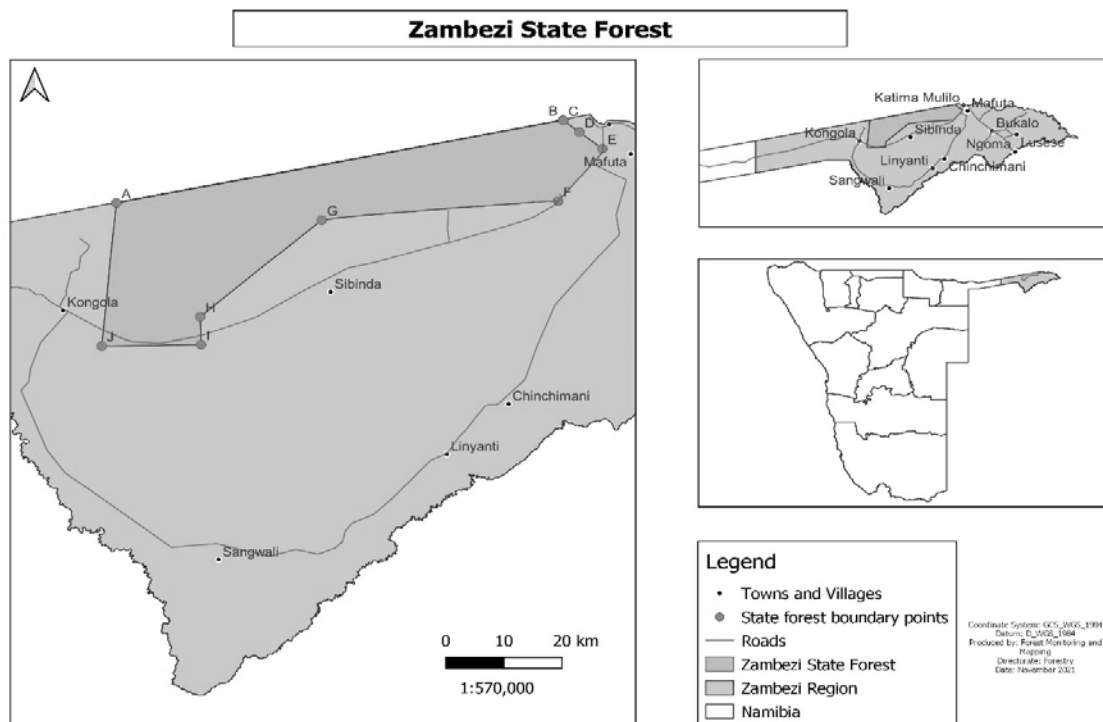 Zambezi State Forest
B
C
D
E
Mafuta
A
F
G
Sibinda
Kongola
H
J
I
Chinchimani
Linyanti
Sangwali
0 10 20 km
1:570,000
Katima Mulilo
Mafuta
Kongola
Sibinda
Bukalo
Ngoma
Lusese
Linyanti
Chinchimani
Sangwali
Legend
Towns and Villages
State forest boundary points
Roads
Zambezi State Forest
Zambezi Region
Namibia
Coordinate System: GCS_WGS_1984
Datum: D_WGS_1984
Produced by: Forest Monitoring and
Mapping
Directorate: Forestry
Date: November 2021